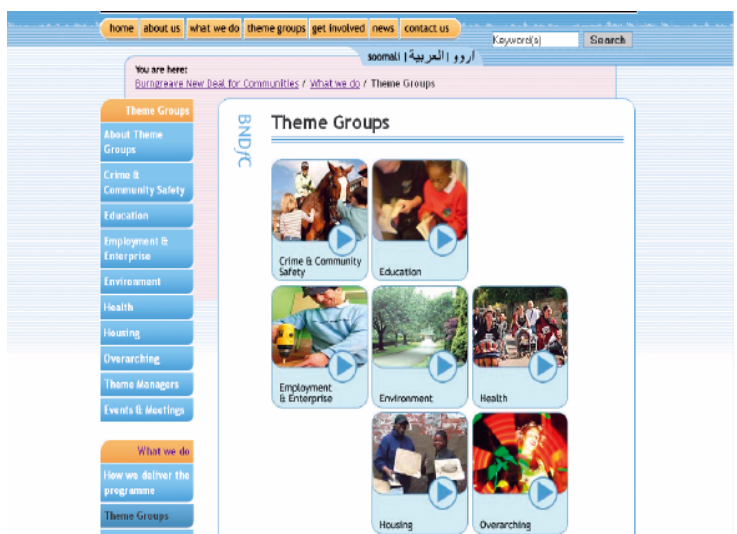 home about us what we do theme groups get involved news contact us
Keyword(s) Search
soomali | العربية | اردو
You are here:
Burngreave New Deal for Communities / What we do / Theme Groups
Theme Groups
About Theme
Groups
Crime &
Community Safety
Education
Employment &
Enterprise
Environment
Health
Housing
Overarching
Theme Managers
Events & Meetings
What we do
How we deliver the
programme
Theme Groups
BNDfC
Theme Groups
Crime & Community
Safety
Education
Employment
& Enterprise
Environment
Health
Housing
Overarching